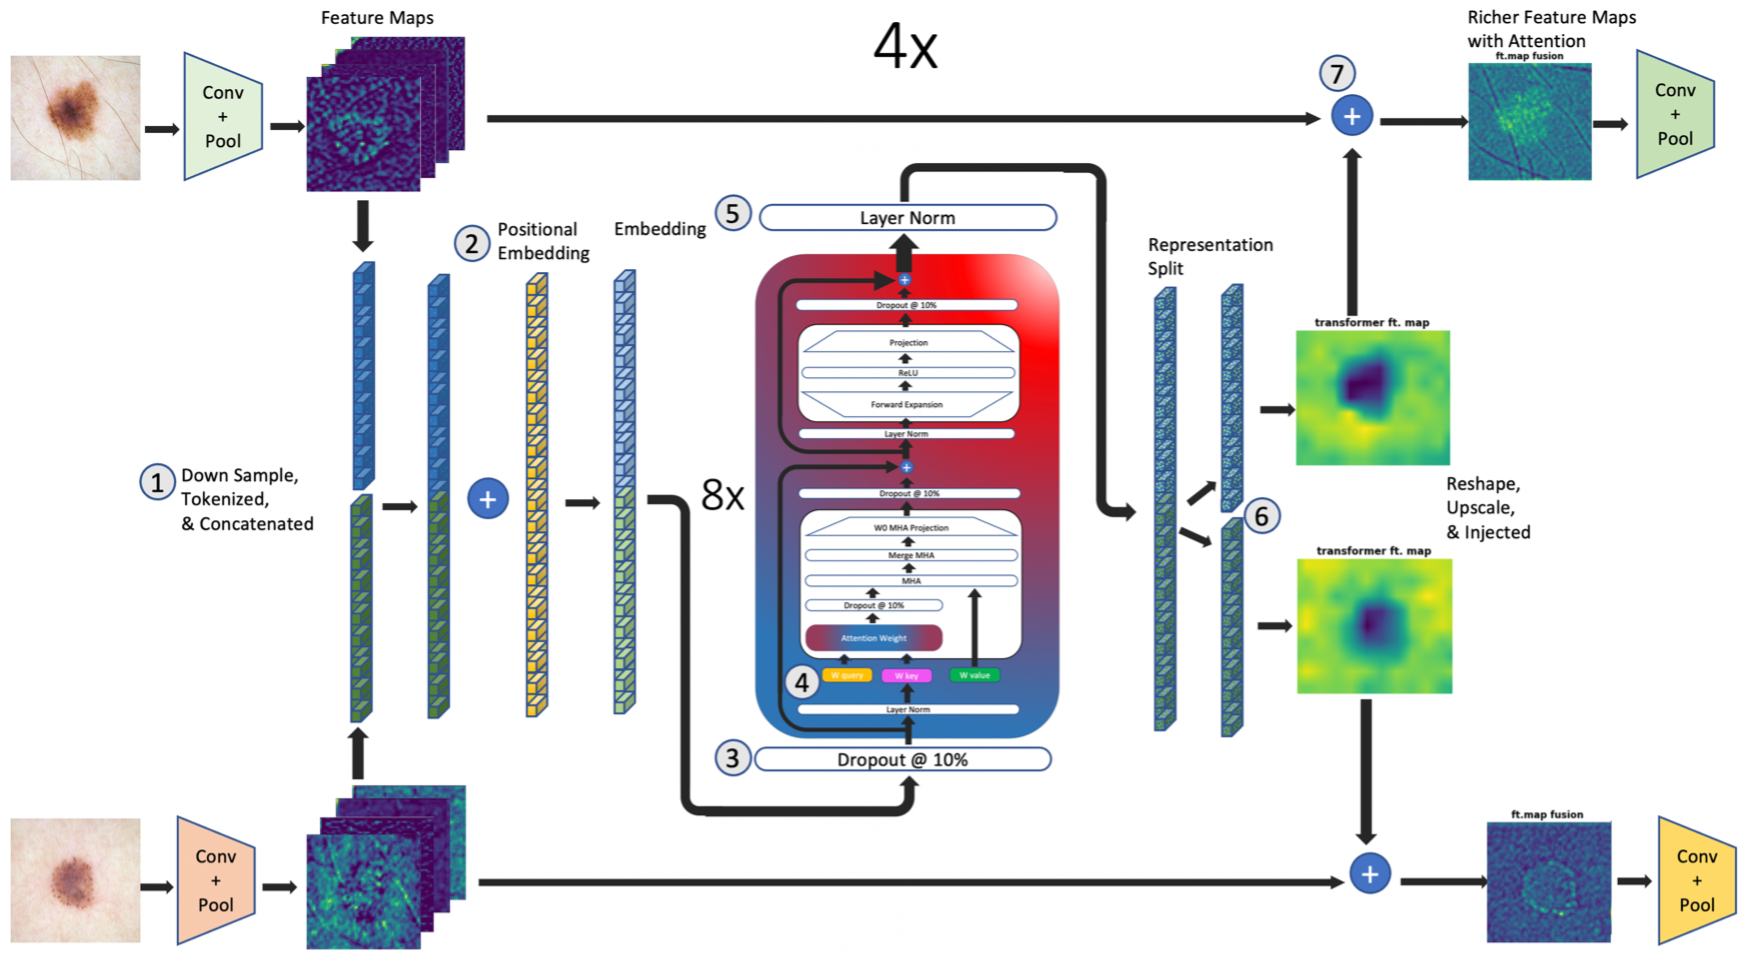 Feature Maps
4x
Richer Feature Maps
with Attention
ft.map fusion
7
Conv
+
Pool
+
Conv
+
Pool
5
Layer Norm
2
Positional
Embedding
Embedding
Representation
Split
+
Dropout @ 10%
transformer ft. map
Projection
ReLU
Forward Expansion
Layer Norm
1
Down Sample,
Tokenized,
& Concatenated
+
8x
+
Dropout @ 10%
6
Reshape,
Upscale,
& Injected
W0 MHA Projection
Merge MHA
MHA
transformer ft. map
Dropout @ 10%
Attention Weight
4
W query
W key
W value
Layer Norm
3
Dropout @ 10%
ft.map fusion
Conv
+
Pool
+
Conv
+
Pool